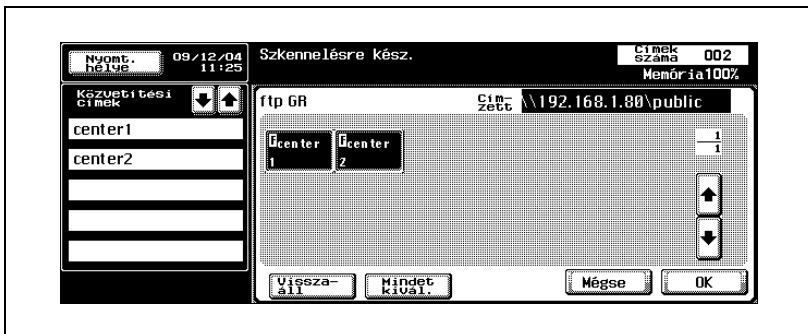 Nyomt. helye
09/12/04
11:25
Szkennelésre kész.
Címek száma 002
Memória100%
Közvetítési címek
ftp GR
Cím-zett \\192.168.1.80\public
center1
center2
F center 1
F center 2
1
1
Vissza-áll
Mindet kivál.
Mégse
OK